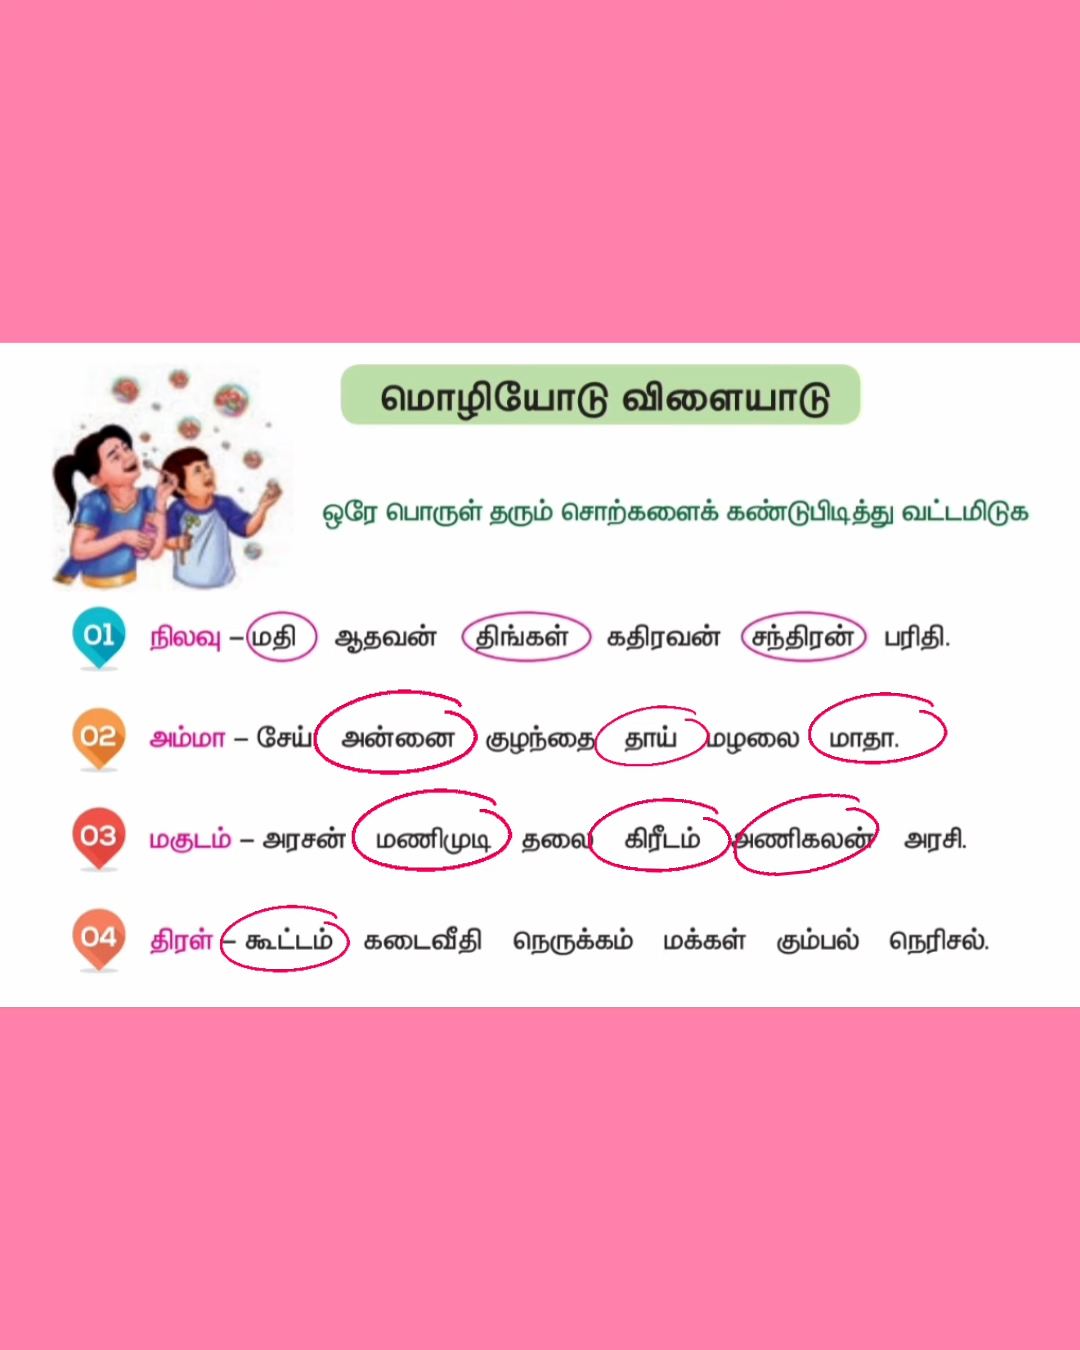 மொழியோடு விளையாடு
ஒரே பொருள் தரும் சொற்களைக் கண்டுபிடித்து வட்டமிடுக
01 நிலவு – மதி ஆதவன் திங்கள் கதிரவன் சந்திரன் பரிதி.
02 அம்மா – சேய் அன்னை குழந்தை தாய் மழலை மாதா.
03 மகுடம் – அரசன் மணிமுடி தலை கிரீடம் அணிகலன் அரசி.
04 திரள் – கூட்டம் கடைவீதி நெருக்கம் மக்கள் கும்பல் நெரிசல்.